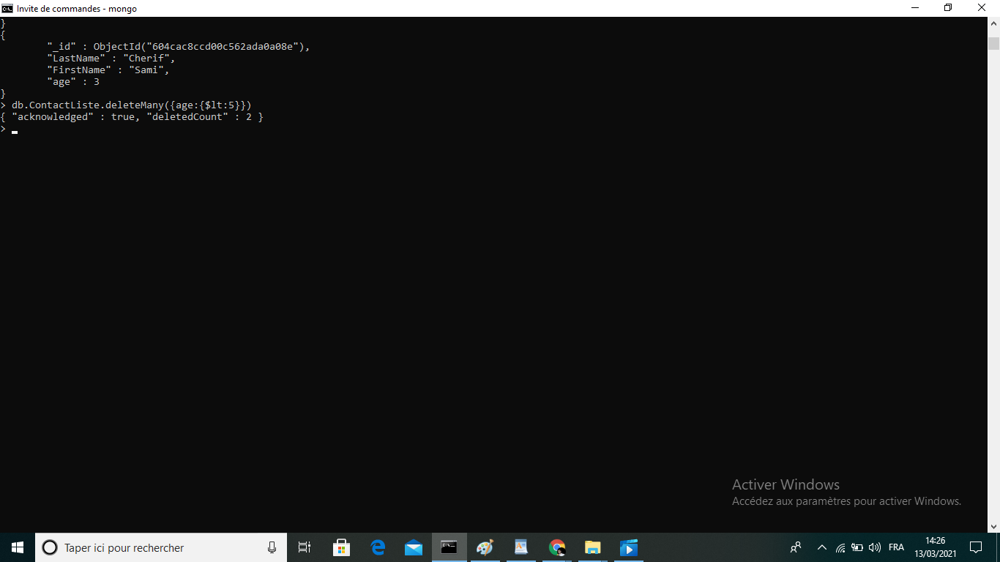 Invite de commandes - mongo
}
{
        "_id" : ObjectId("604cac8ccd00c562ada0a08e"),
        "LastName" : "Cherif",
        "FirstName" : "Sami",
        "age" : 3
}
> db.ContactListe.deleteMany({age:{$lt:5}})
{ "acknowledged" : true, "deletedCount" : 2 }
>
Activer Windows
Accédez aux paramètres pour activer Windows.
Taper ici pour rechercher
FRA
14:26
13/03/2021